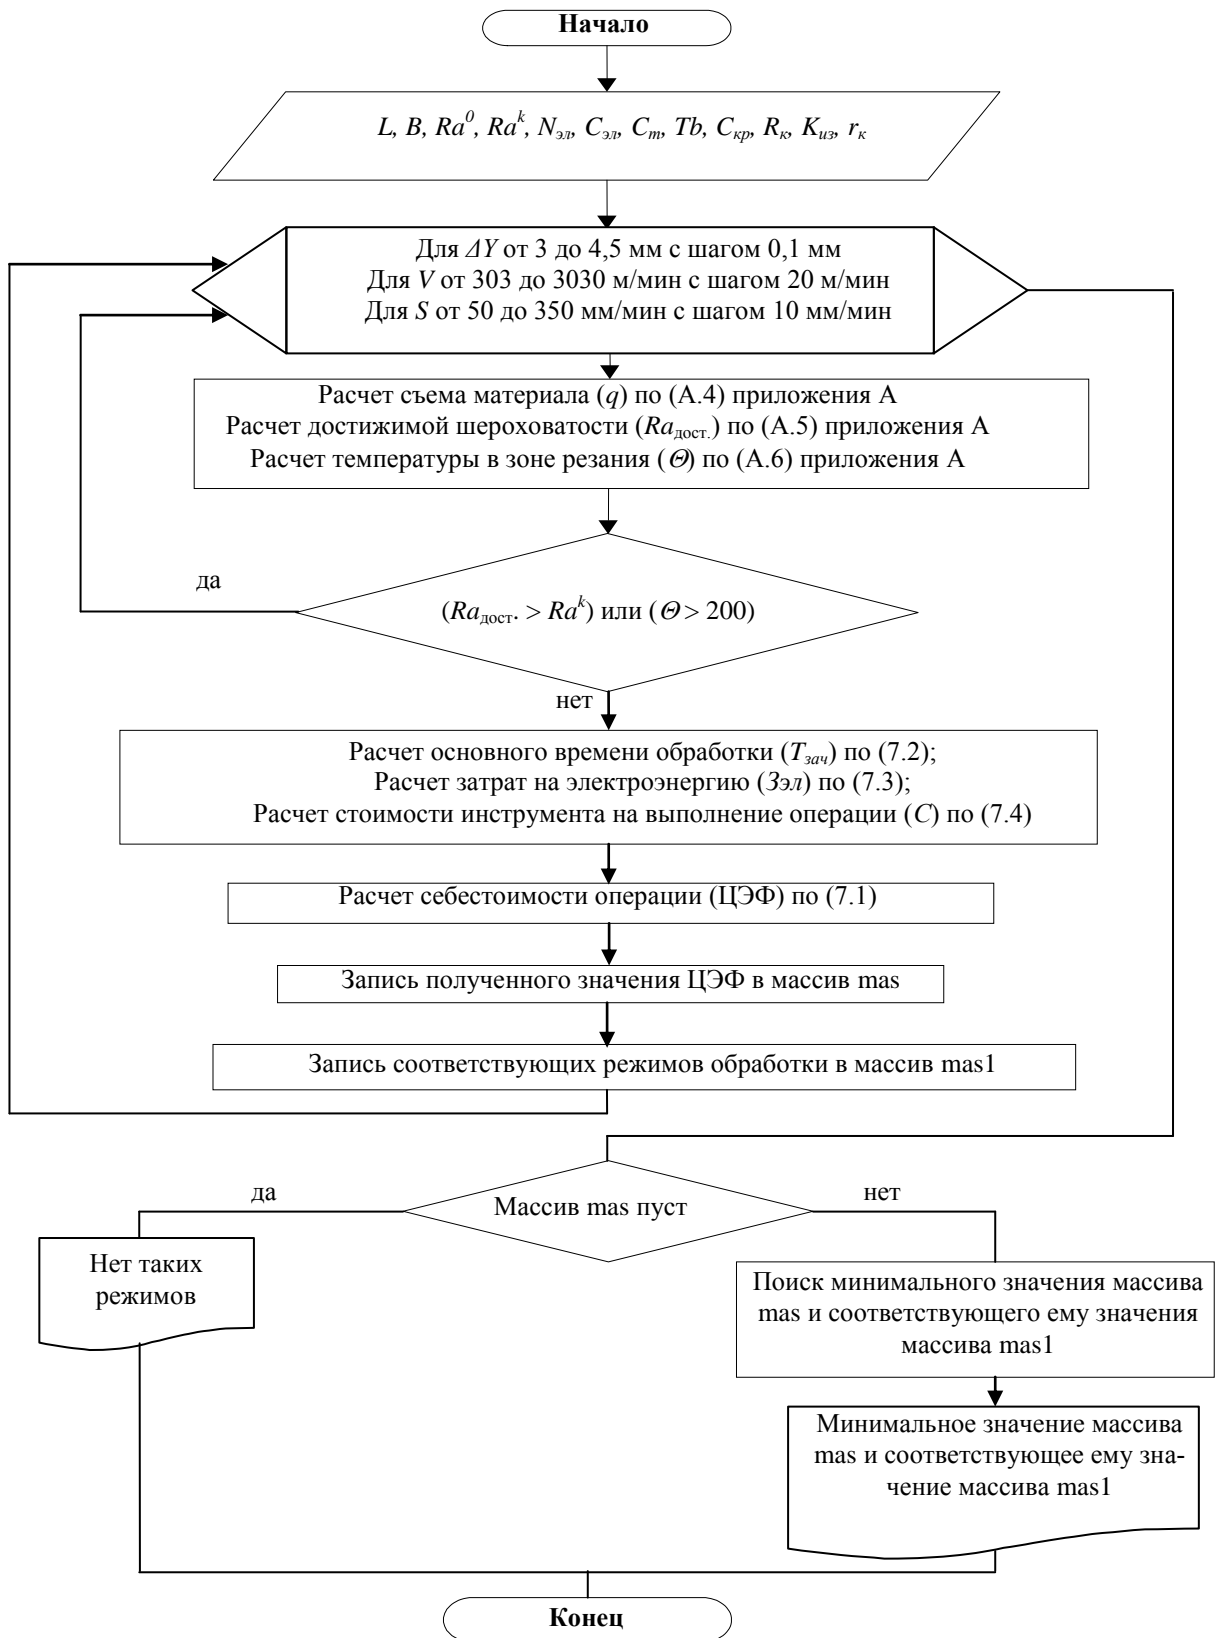 Начало
L, B, Ra⁰, Raᵏ, Nэл, Cэл, Cт, Tb, Cкр, Rк, Kиз, rк
Для ΔY от 3 до 4,5 мм с шагом 0,1 мм
Для V от 303 до 3030 м/мин с шагом 20 м/мин
Для S от 50 до 350 мм/мин с шагом 10 мм/мин
Расчет съема материала (q) по (А.4) приложения А
Расчет достижимой шероховатости (Raдост.) по (А.5) приложения А
Расчет температуры в зоне резания (Θ) по (А.6) приложения А
да
(Raдост. > Raᵏ) или (Θ > 200)
нет
Расчет основного времени обработки (Tзач) по (7.2);
Расчет затрат на электроэнергию (Зэл) по (7.3);
Расчет стоимости инструмента на выполнение операции (C) по (7.4)
Расчет себестоимости операции (ЦЭФ) по (7.1)
Запись полученного значения ЦЭФ в массив mas
Запись соответствующих режимов обработки в массив mas1
да
Массив mas пуст
нет
Нет таких
режимов
Поиск минимального значения массива
mas и соответствующего ему значения
массива mas1
Минимальное значение массива
mas и соответствующее ему зна-
чение массива mas1
Конец